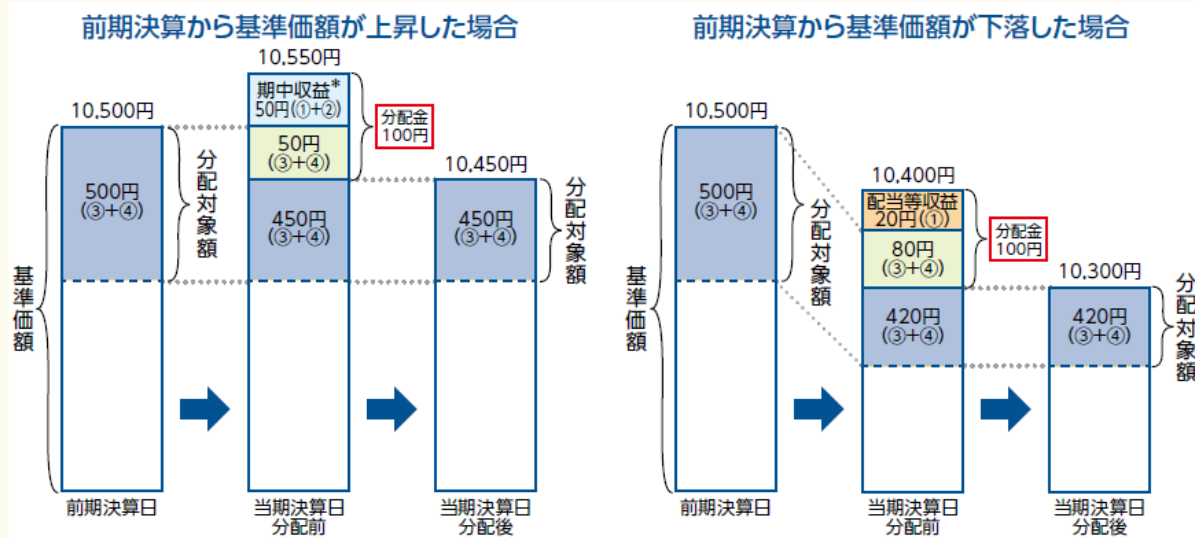 前期決算から基準価額が上昇した場合
10,500円
10,550円
期中収益*
50円(①+②)
分配金
100円
50円
(③+④)
10,450円
500円
(③+④)
分配対象額
450円
(③+④)
450円
(③+④)
分配対象額
基準価額
前期決算日
当期決算日
分配前
当期決算日
分配後
前期決算から基準価額が下落した場合
10,500円
10,400円
配当等収益
20円(①)
分配金
100円
500円
(③+④)
分配対象額
80円
(③+④)
10,300円
420円
(③+④)
420円
(③+④)
分配対象額
基準価額
前期決算日
当期決算日
分配前
当期決算日
分配後